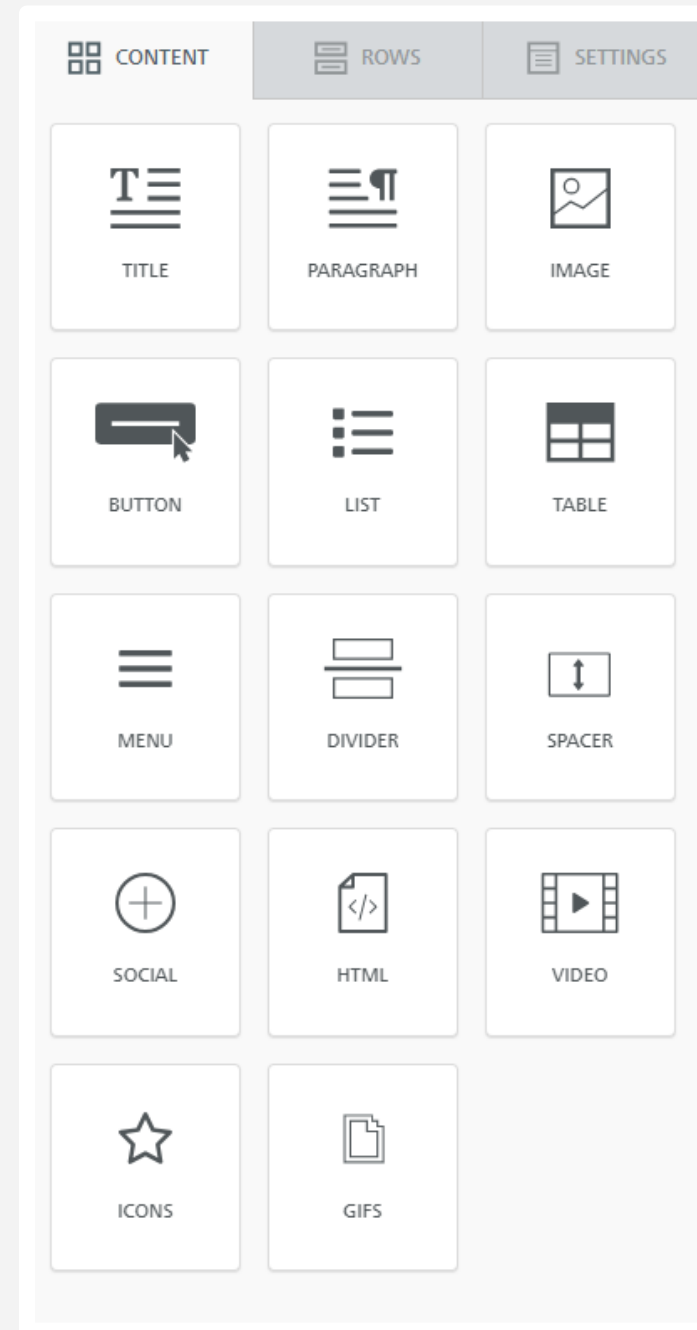 CONTENT ROWS SETTINGS
TITLE PARAGRAPH IMAGE
BUTTON LIST TABLE
MENU DIVIDER SPACER
SOCIAL HTML VIDEO
ICONS GIFS